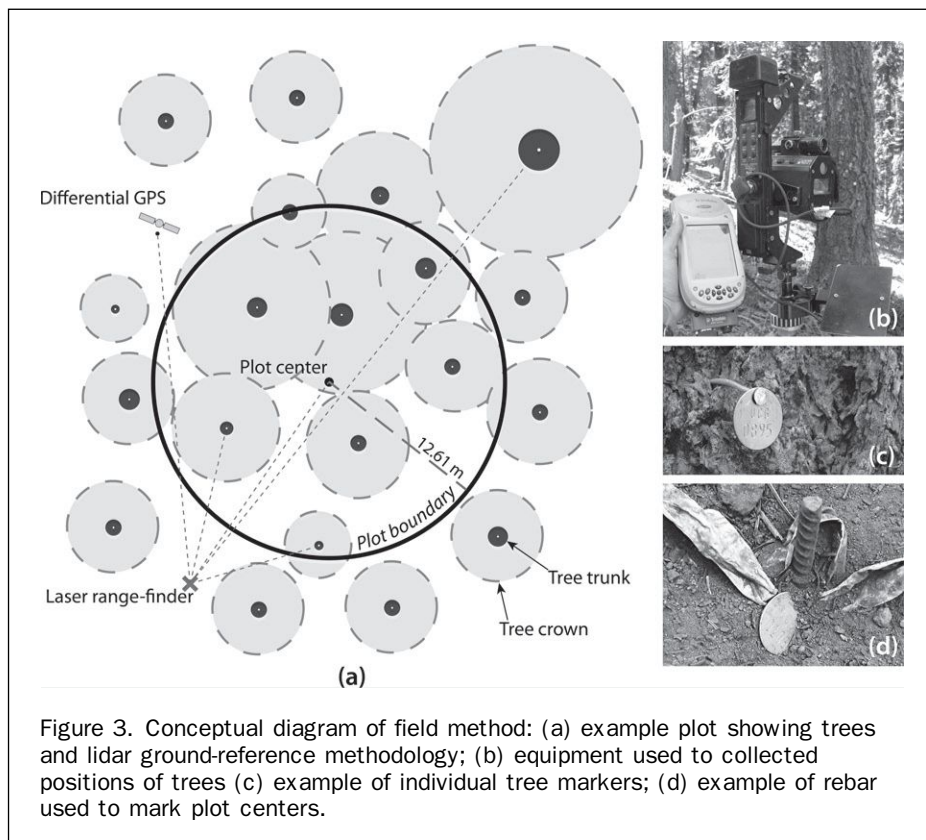 Differential GPS
Plot center
12.61 m
Plot boundary
Laser range-finder
Tree trunk
Tree crown
(a)
(b)
(c)
(d)
Figure 3. Conceptual diagram of field method: (a) example plot showing trees
and lidar ground-reference methodology; (b) equipment used to collected
positions of trees (c) example of individual tree markers; (d) example of rebar
used to mark plot centers.